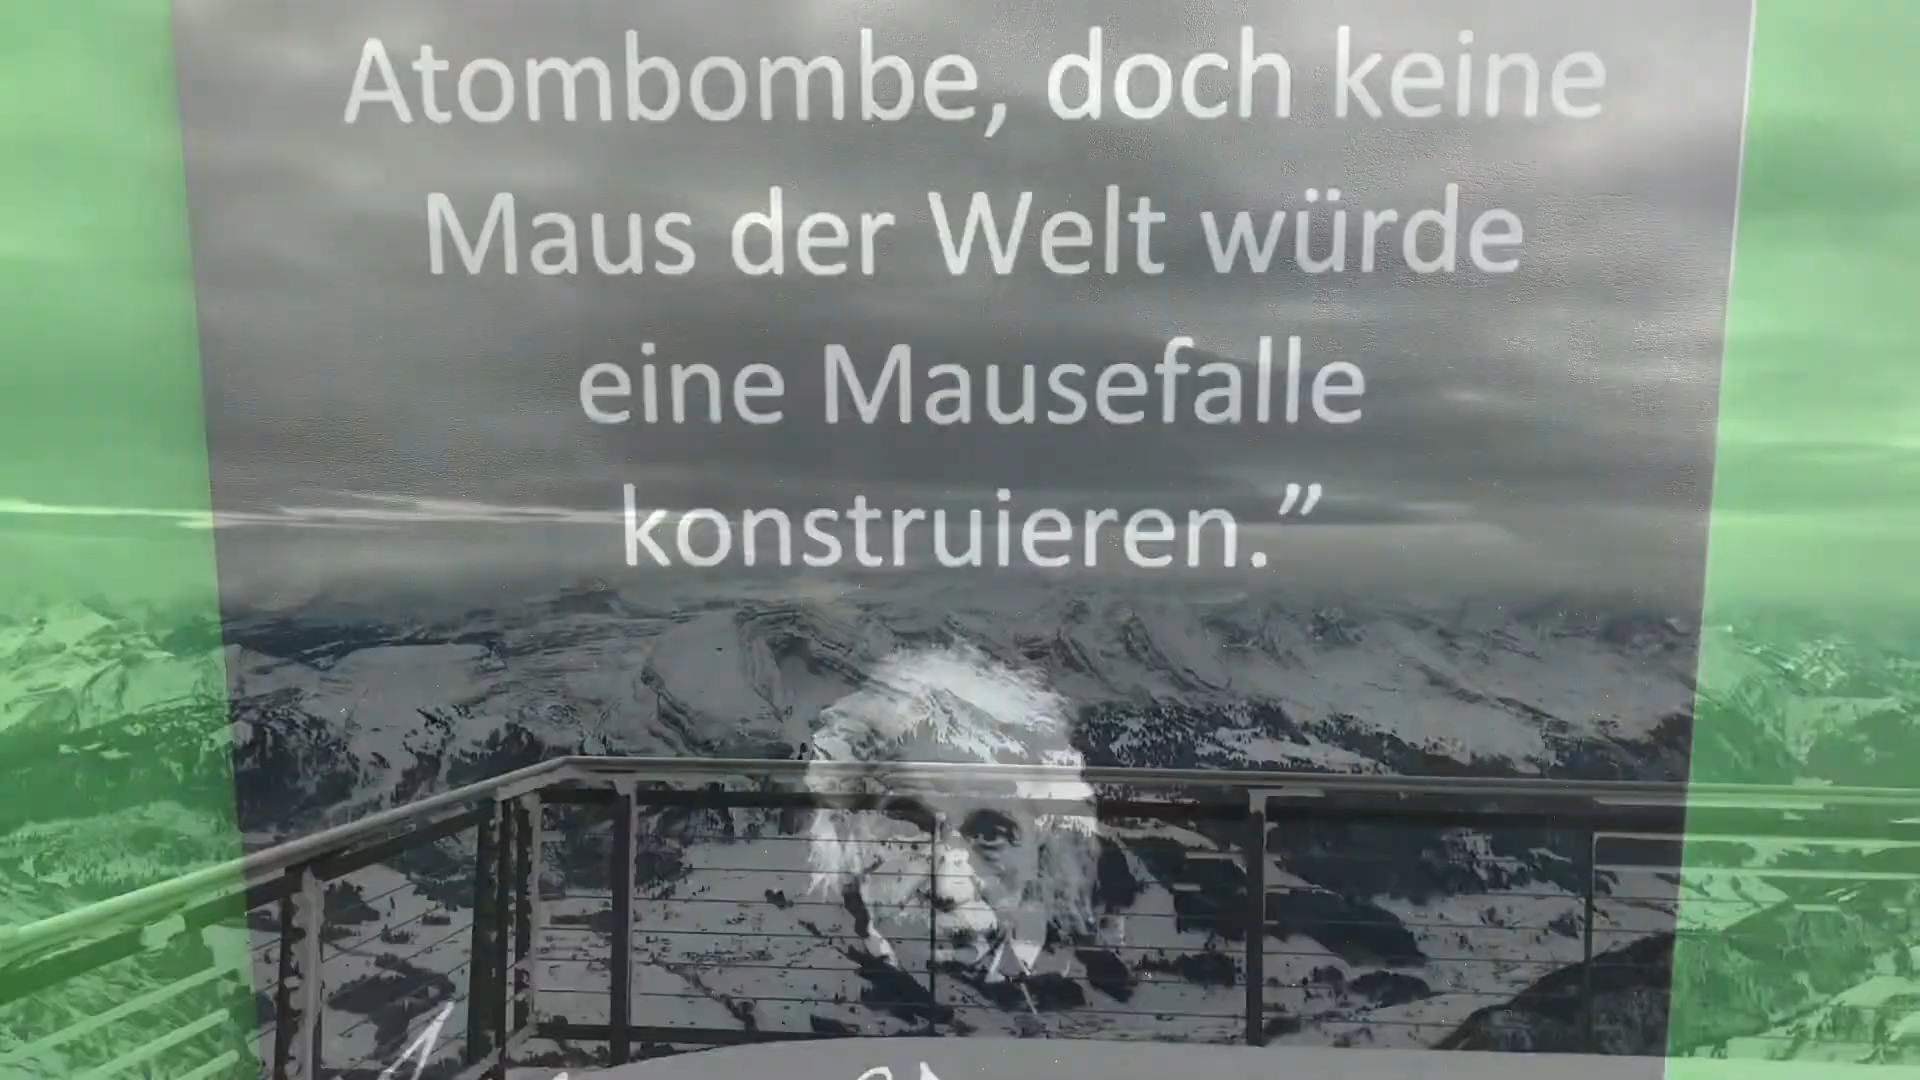 Atombombe, doch keine
Maus der Welt würde
eine Mausefalle
konstruieren.”